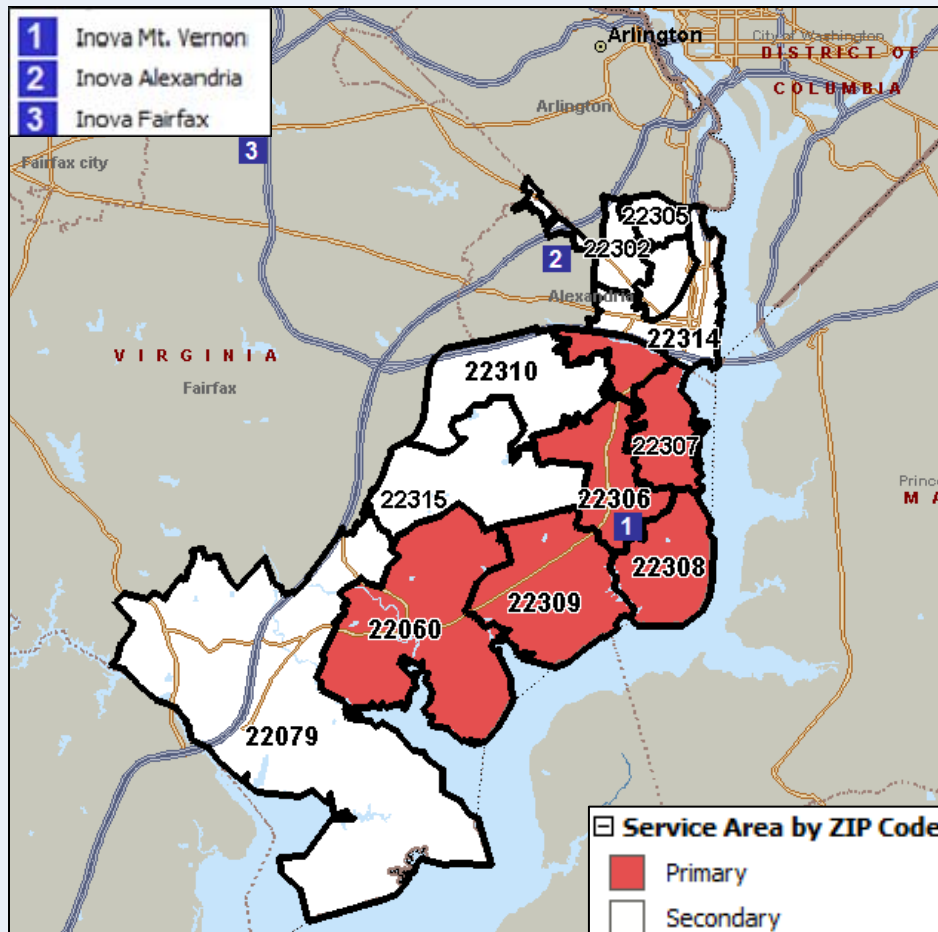 1 Inova Mt. Vernon
2 Inova Alexandria
3 Inova Fairfax
Arlington
City of Washington
DISTRICT OF
COLUMBIA
Arlington
3
Fairfax city
22305
22302
2
Alexandria
22314
VIRGINIA
22310
Fairfax
22307
22315
22306
Princ
M A
1
22308
22309
22060
22079
Service Area by ZIP Code
Primary
Secondary